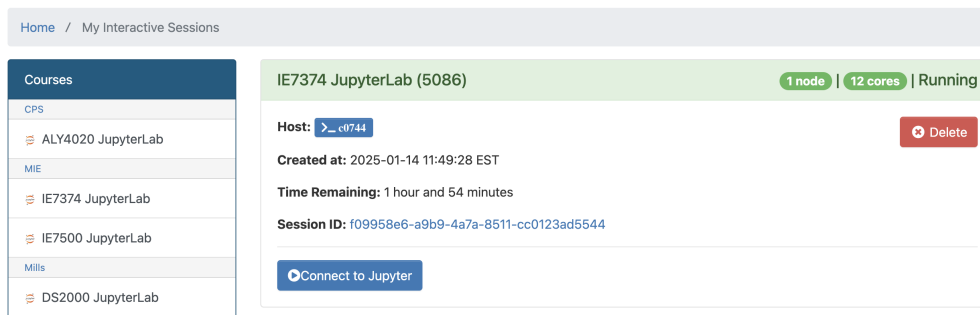 Home / My Interactive Sessions
Courses
CPS
ALY4020 JupyterLab
MIE
IE7374 JupyterLab
IE7500 JupyterLab
Mills
DS2000 JupyterLab
IE7374 JupyterLab (5086)
1 node | 12 cores | Running
Host: >_ c0744
Delete
Created at: 2025-01-14 11:49:28 EST
Time Remaining: 1 hour and 54 minutes
Session ID: f09958e6-a9b9-4a7a-8511-cc0123ad5544
Connect to Jupyter